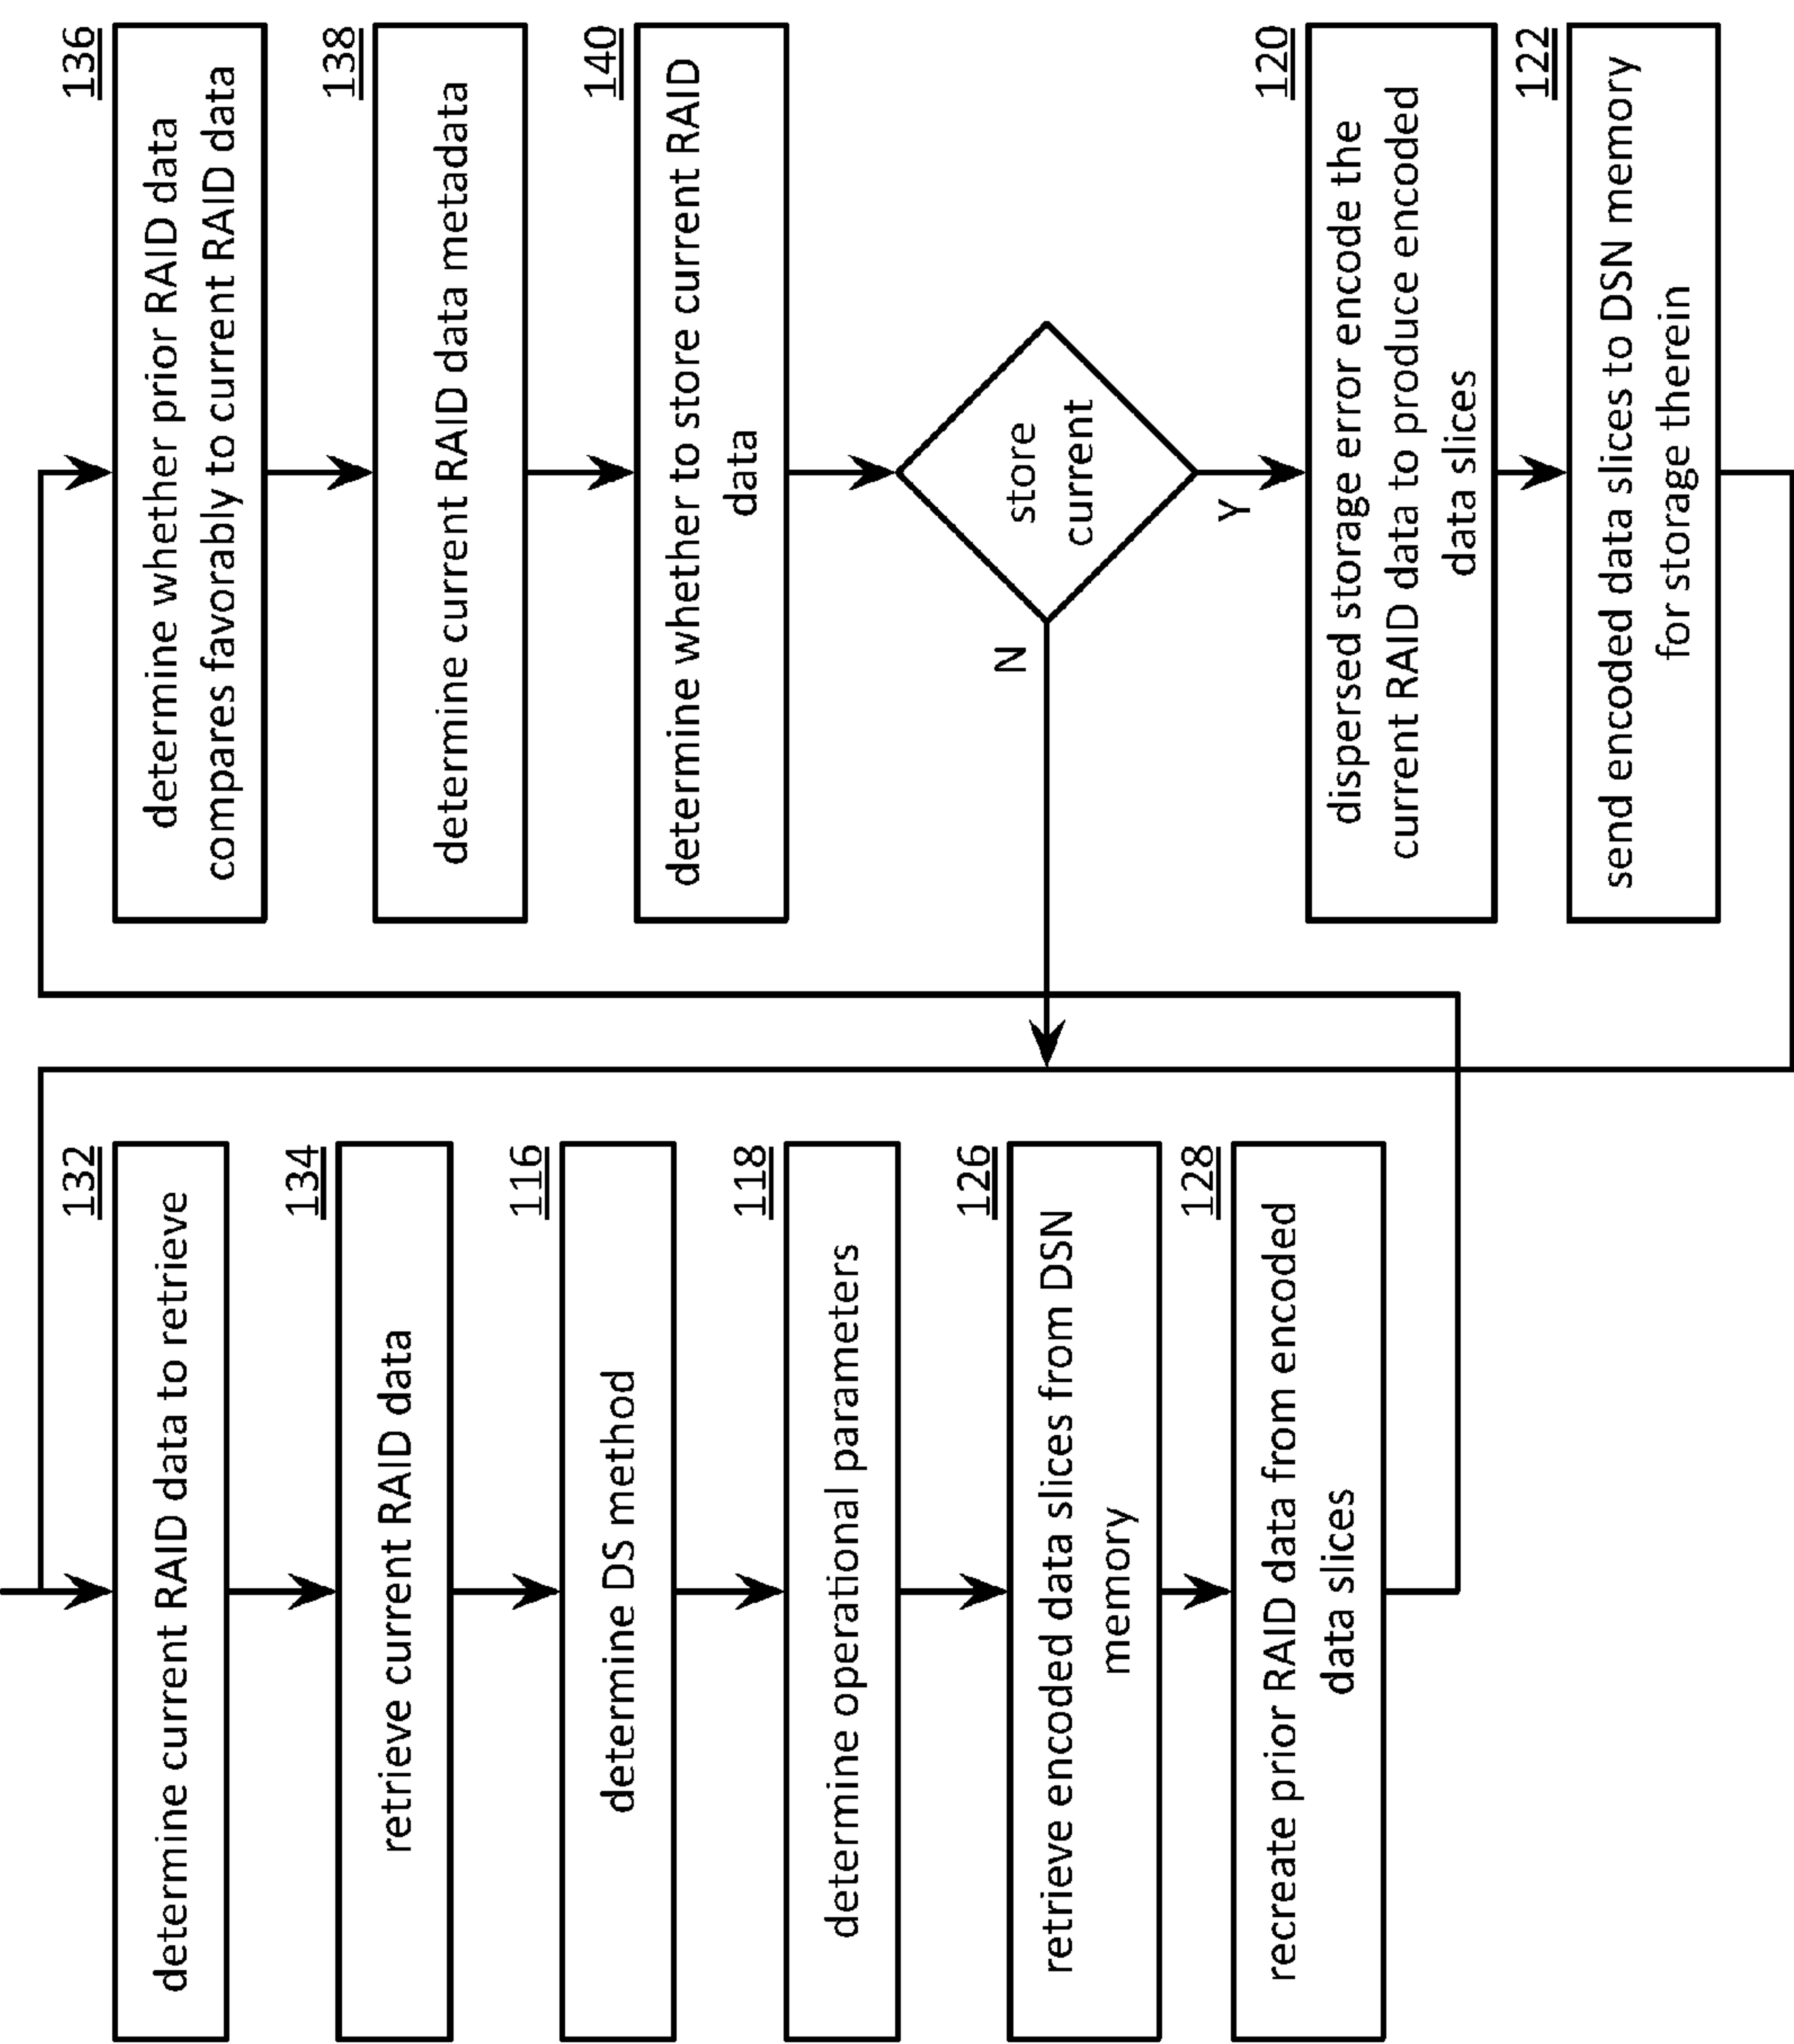 132
determine current RAID data to retrieve
134
retrieve current RAID data
116
determine DS method
118
determine operational parameters
126
retrieve encoded data slices from DSN
memory
128
recreate prior RAID data from encoded
data slices
136
determine whether prior RAID data
compares favorably to current RAID data
138
determine current RAID data metadata
140
determine whether to store current RAID
data
store
current
N
Y
120
dispersed storage error encode the
current RAID data to produce encoded
data slices
122
send encoded data slices to DSN memory
for storage therein